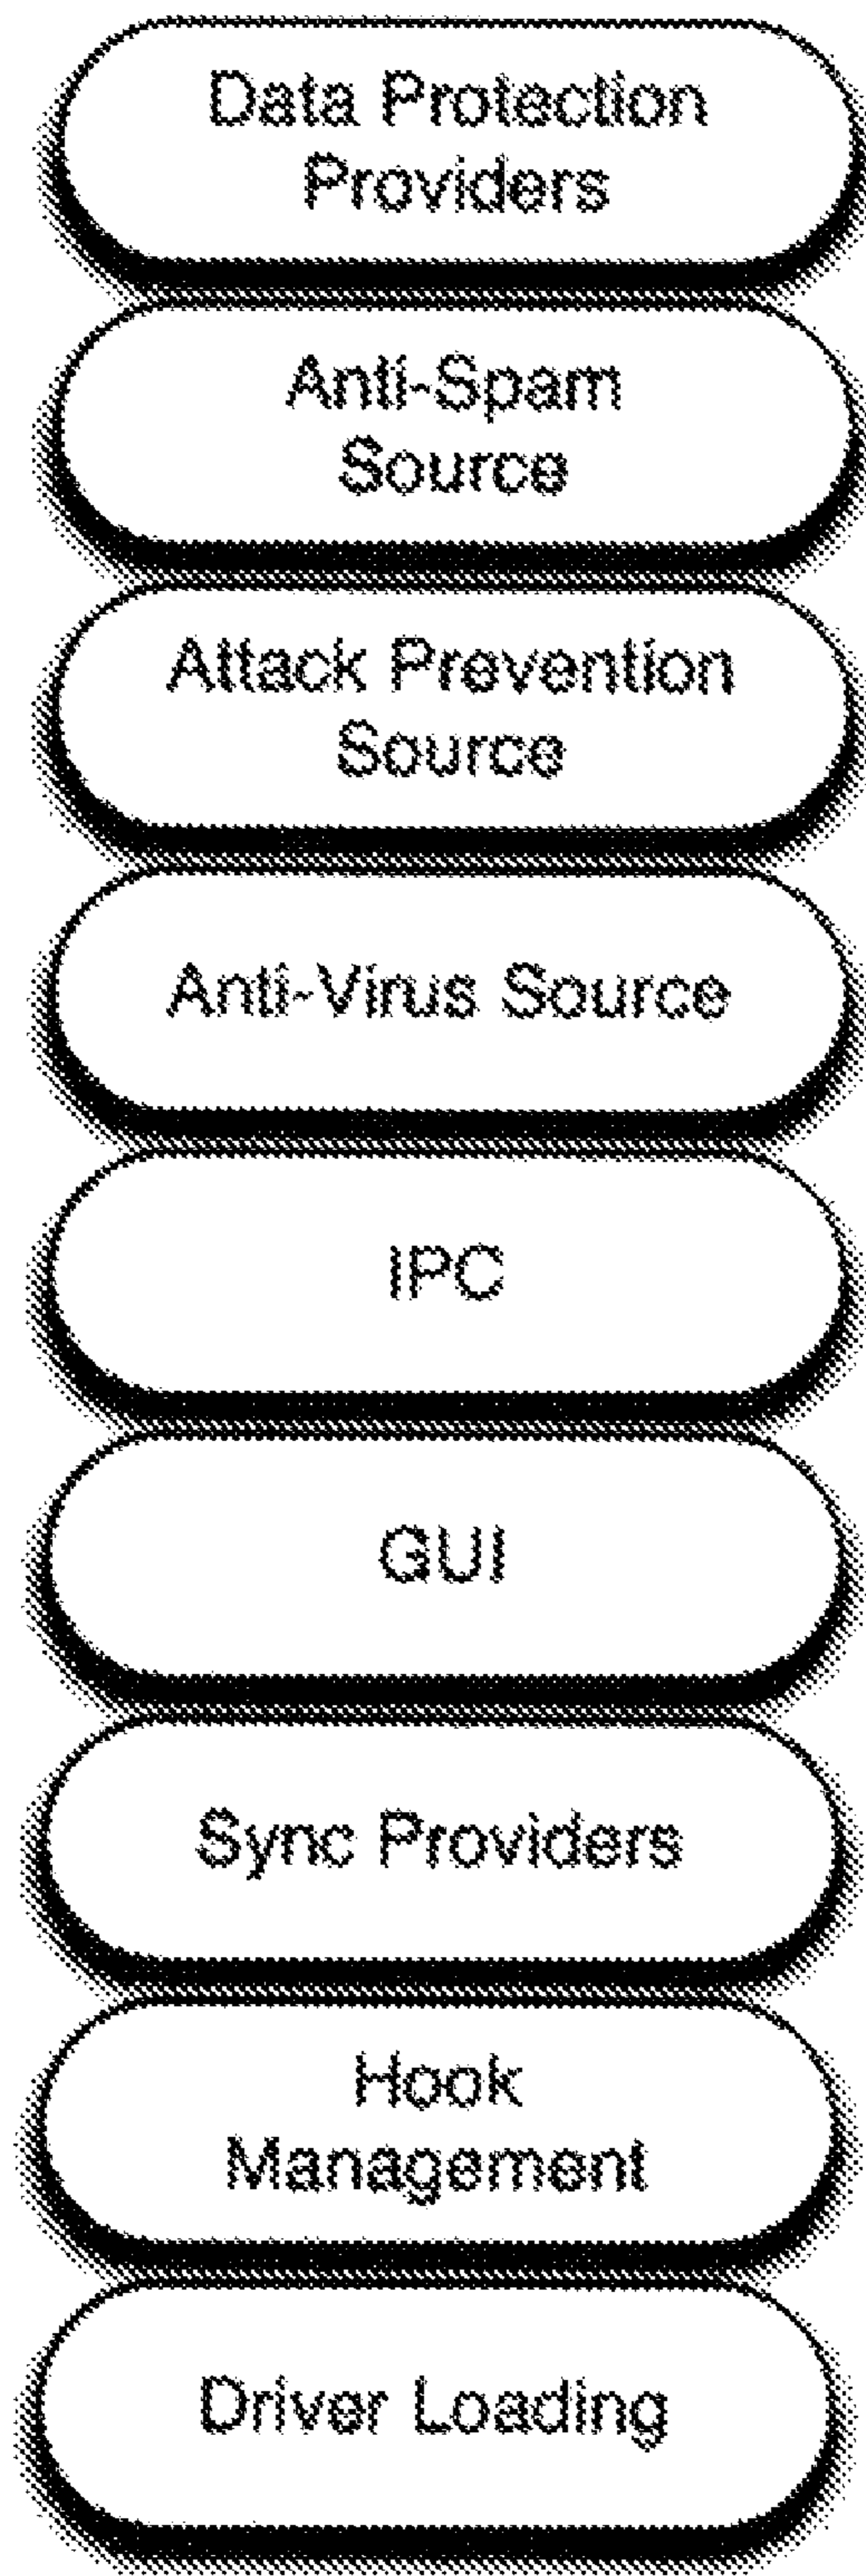 Data Protection
Providers
Anti-Spam
Source
Attack Prevention
Source
Anti-Virus Source
IPC
GUI
Sync Providers
Hook
Management
Driver Loading